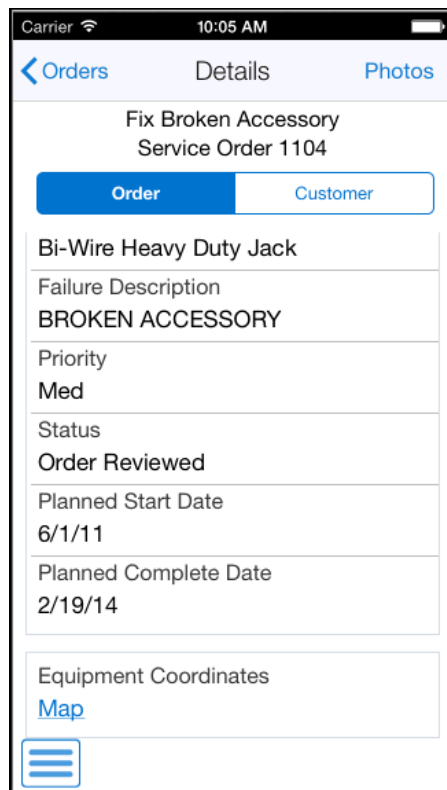 Carrier 10:05 AM
Orders Details Photos
Fix Broken Accessory
Service Order 1104
Order Customer
Bi-Wire Heavy Duty Jack
Failure Description
BROKEN ACCESSORY
Priority
Med
Status
Order Reviewed
Planned Start Date
6/1/11
Planned Complete Date
2/19/14
Equipment Coordinates
Map